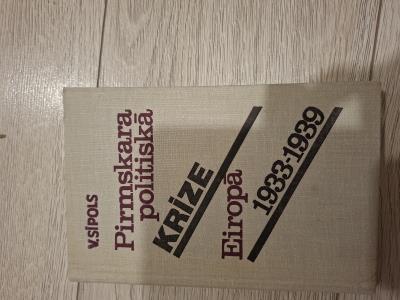 V.SĪPOLS
Pirmskara
politiskā
KRĪZE
Eiropā
1933-1939